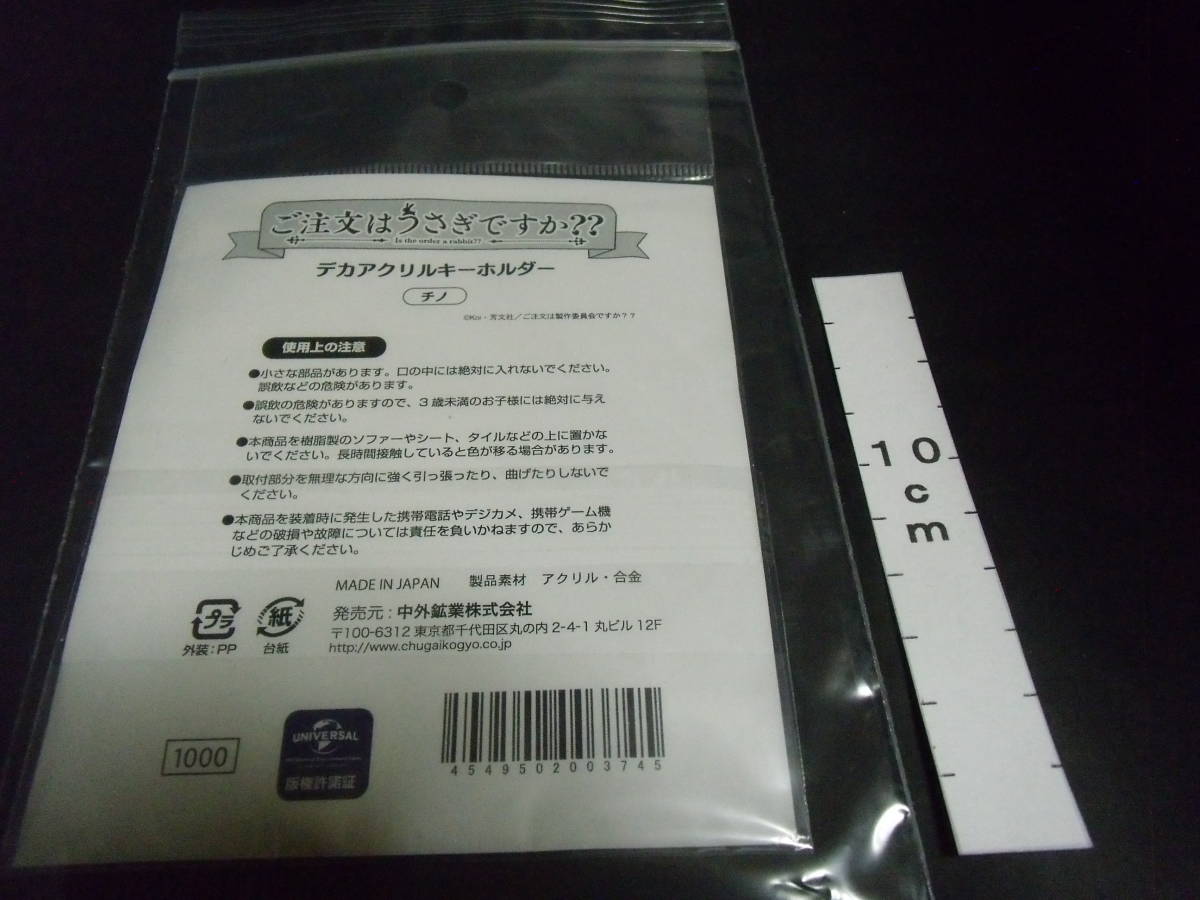 ご注文はうさぎですか??
Is the order a rabbit??
デカアクリルキーホルダー
チノ
©Koi・芳文社／ご注文は製作委員会ですか？？
使用上の注意
●小さな部品があります。口の中には絶対に入れないでください。
誤飲などの危険があります。
●誤飲の危険がありますので、3歳未満のお子様には絶対に与え
ないでください。
●本商品を樹脂製のソファーやシート、タイルなどの上に置かな
いでください。長時間接触していると色が移る場合があります。
●取付部分を無理な方向に強く引っ張ったり、曲げたりしないで
ください。
●本商品を装着時に発生した携帯電話やデジカメ、携帯ゲーム機
などの破損や故障については責任を負いかねますので、あらか
じめご了承ください。
MADE IN JAPAN 製品素材 アクリル・合金
プラ
外装:PP
紙
台紙
発売元：中外鉱業株式会社
〒100-6312 東京都千代田区丸の内 2-4-1 丸ビル 12F
http://www.chugaikogyo.co.jp
1000
UNIVERSAL
版権許諾証
4549502003745
10
cm